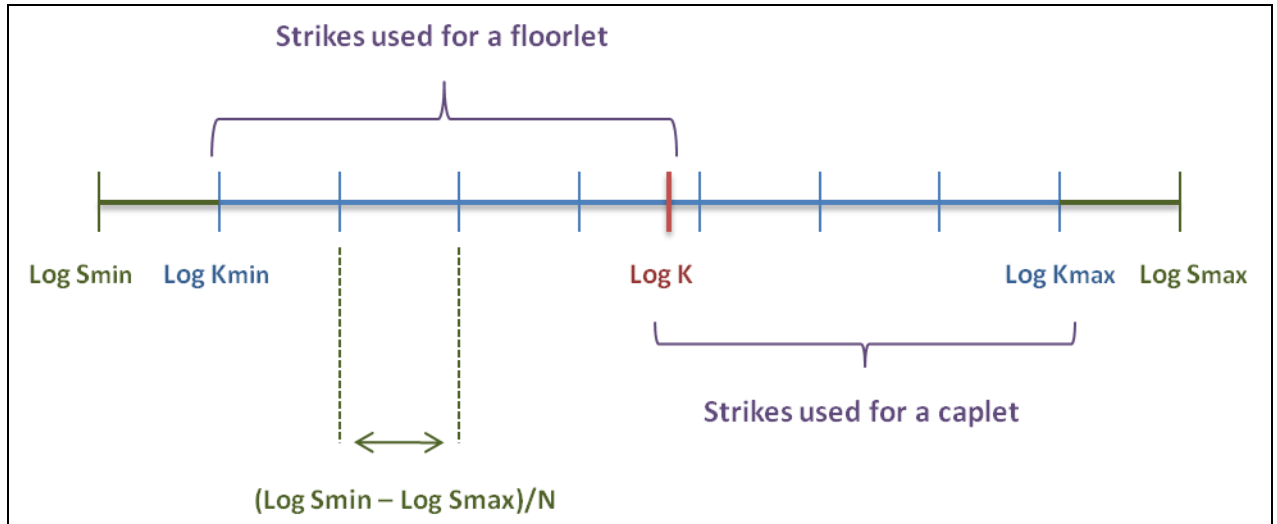 Strikes used for a floorlet
Log Smin
Log Kmin
Log K
Log Kmax
Log Smax
Strikes used for a caplet
(Log Smin – Log Smax)/N